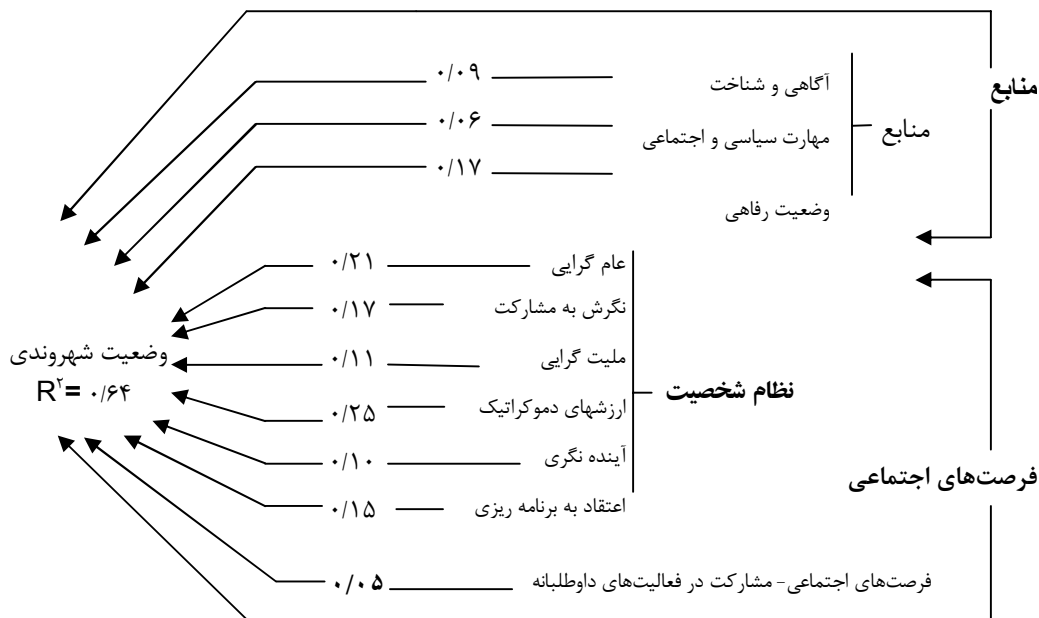 منابع
منابع
آگاهی و شناخت ۰/۰۹
مهارت سیاسی و اجتماعی ۰/۰۶
وضعیت رفاهی ۰/۱۷
عام گرایی ۰/۲۱
نگرش به مشارکت ۰/۱۷
ملیت گرایی ۰/۱۱
نظام شخصیت
ارزشهای دموکراتیک ۰/۲۵
آینده نگری ۰/۱۰
اعتقاد به برنامه ریزی ۰/۱۵
وضعیت شهروندی
R²= ۰/۶۴
فرصت‌های اجتماعی
فرصت‌های اجتماعی- مشارکت در فعالیت‌های داوطلبانه ۰/۰۵